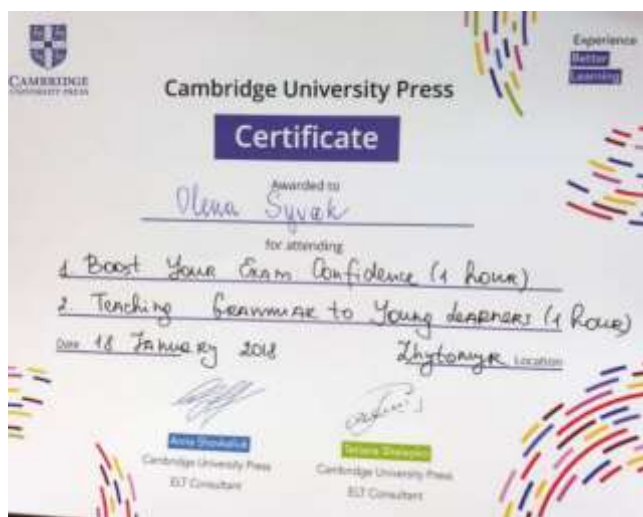 CAMBRIDGE
UNIVERSITY PRESS
Experience
Better
Learning
Cambridge University Press
Certificate
Awarded to
Olena Syvak
for attending
1. Boost Your Exam Confidence (1 hour)
2. Teaching Grammar to Young Learners (1 hour)
Date 18 January 2018 Zhytomyr Location
Anna
Tetiana
Cambridge University Press
Cambridge University Press
ELT Consultant
ELT Consultant